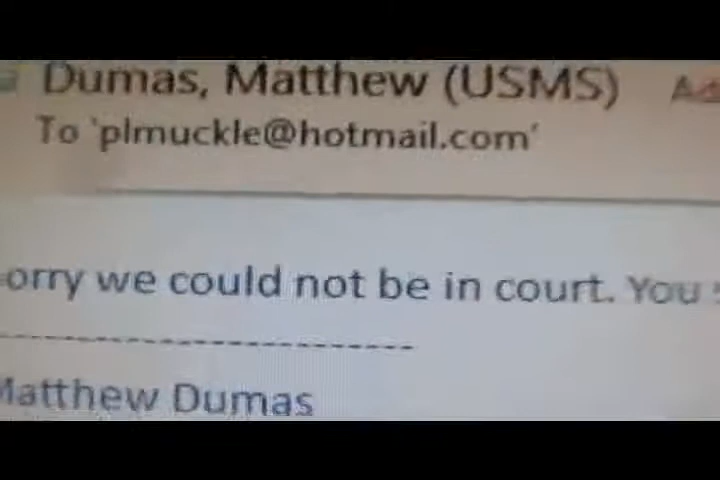 Dumas, Matthew (USMS)
To 'plmuckle@hotmail.com'
orry we could not be in court. You
--------------------------------
Matthew Dumas